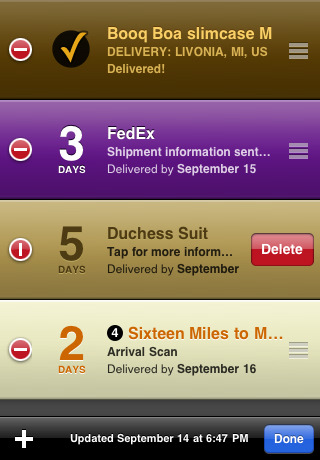 Booq Boa slimcase M
DELIVERY: LIVONIA, MI, US
Delivered!
3
DAYS
FedEx
Shipment information sent…
Delivered by September 15
5
DAYS
Duchess Suit
Tap for more inform…
Delivered by September
Delete
2
DAYS
4 Sixteen Miles to M…
Arrival Scan
Delivered by September 16
Updated September 14 at 6:47 PM
Done